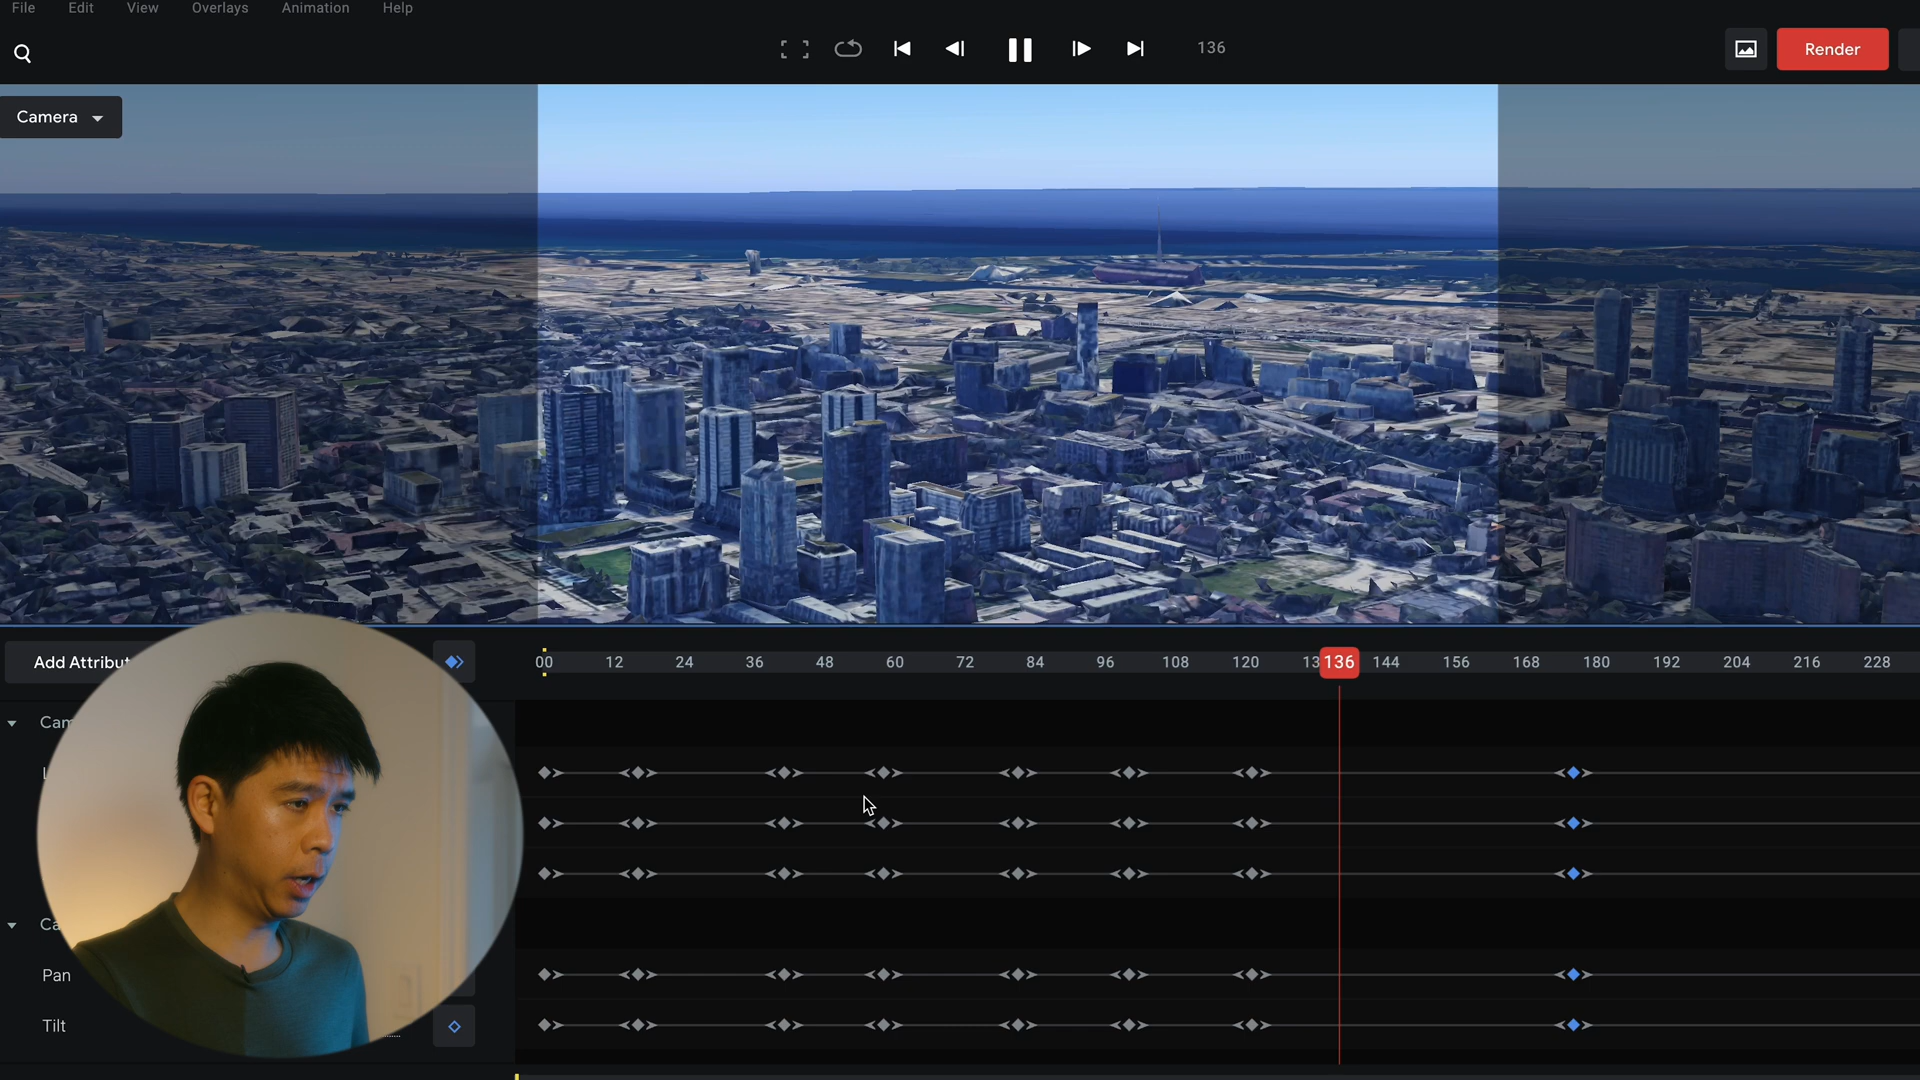 File Edit View Overlays Animation Help
136
Render
Camera
Add Attribut
00 12 24 36 48 60 72 84 96 108 120 13 136 144 156 168 180 192 204 216 228
Cam
L
Ca
Pan
Tilt